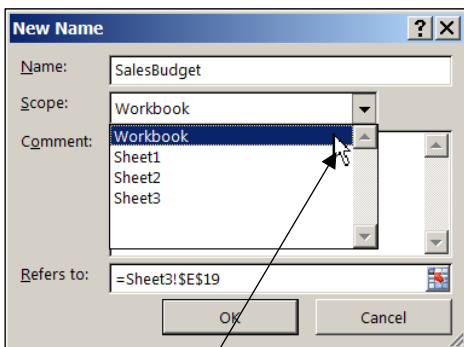 New Name
Name: SalesBudget
Scope: Workbook
Workbook
Comment:
Sheet1
Sheet2
Sheet3
Refers to: =Sheet3!$E$19
OK Cancel